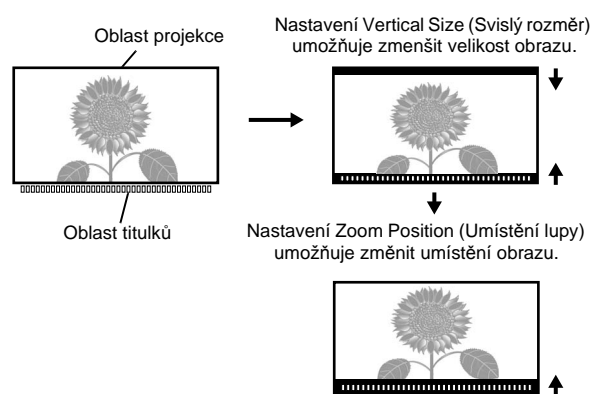 Oblast projekce
Nastavení Vertical Size (Svislý rozměr)
umožňuje zmenšit velikost obrazu.
Oblast titulků
Nastavení Zoom Position (Umístění lupy)
umožňuje změnit umístění obrazu.